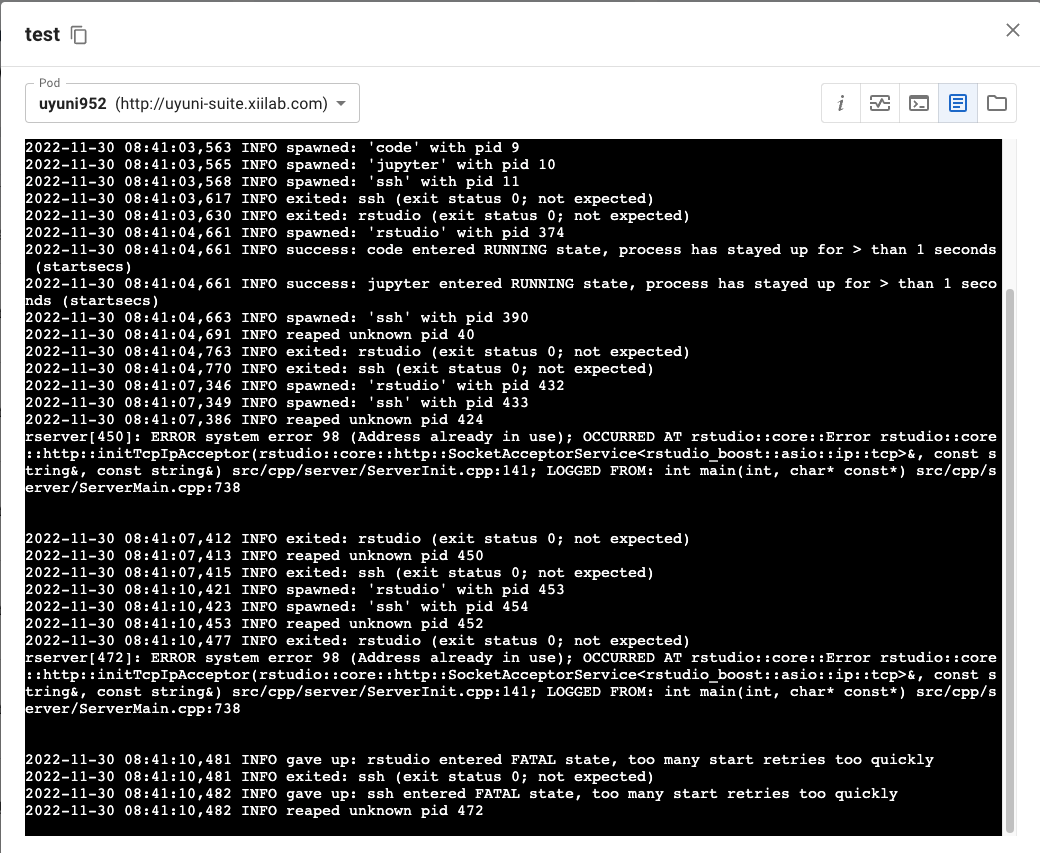 test
Pod
uyuni952 (http://uyuni-suite.xiilab.com)
i
2022-11-30 08:41:03,563 INFO spawned: 'code' with pid 9
2022-11-30 08:41:03,565 INFO spawned: 'jupyter' with pid 10
2022-11-30 08:41:03,568 INFO spawned: 'ssh' with pid 11
2022-11-30 08:41:03,617 INFO exited: ssh (exit status 0; not expected)
2022-11-30 08:41:03,630 INFO exited: rstudio (exit status 0; not expected)
2022-11-30 08:41:04,661 INFO spawned: 'rstudio' with pid 374
2022-11-30 08:41:04,661 INFO success: code entered RUNNING state, process has stayed up for > than 1 seconds
(startsecs)
2022-11-30 08:41:04,661 INFO success: jupyter entered RUNNING state, process has stayed up for > than 1 seco
nds (startsecs)
2022-11-30 08:41:04,663 INFO spawned: 'ssh' with pid 390
2022-11-30 08:41:04,691 INFO reaped unknown pid 40
2022-11-30 08:41:04,763 INFO exited: rstudio (exit status 0; not expected)
2022-11-30 08:41:04,770 INFO exited: ssh (exit status 0; not expected)
2022-11-30 08:41:07,346 INFO spawned: 'rstudio' with pid 432
2022-11-30 08:41:07,349 INFO spawned: 'ssh' with pid 433
2022-11-30 08:41:07,386 INFO reaped unknown pid 424
rserver[450]: ERROR system error 98 (Address already in use); OCCURRED AT rstudio::core::Error rstudio::core
::http::initTcpIpAcceptor(rstudio::core::http::SocketAcceptorService<rstudio_boost::asio::ip::tcp>&, const s
tring&, const string&) src/cpp/server/ServerInit.cpp:141; LOGGED FROM: int main(int, char* const*) src/cpp/s
erver/ServerMain.cpp:738
2022-11-30 08:41:07,412 INFO exited: rstudio (exit status 0; not expected)
2022-11-30 08:41:07,413 INFO reaped unknown pid 450
2022-11-30 08:41:07,415 INFO exited: ssh (exit status 0; not expected)
2022-11-30 08:41:10,421 INFO spawned: 'rstudio' with pid 453
2022-11-30 08:41:10,423 INFO spawned: 'ssh' with pid 454
2022-11-30 08:41:10,453 INFO reaped unknown pid 452
2022-11-30 08:41:10,477 INFO exited: rstudio (exit status 0; not expected)
rserver[472]: ERROR system error 98 (Address already in use); OCCURRED AT rstudio::core::Error rstudio::core
::http::initTcpIpAcceptor(rstudio::core::http::SocketAcceptorService<rstudio_boost::asio::ip::tcp>&, const s
tring&, const string&) src/cpp/server/ServerInit.cpp:141; LOGGED FROM: int main(int, char* const*) src/cpp/s
erver/ServerMain.cpp:738
2022-11-30 08:41:10,481 INFO gave up: rstudio entered FATAL state, too many start retries too quickly
2022-11-30 08:41:10,481 INFO exited: ssh (exit status 0; not expected)
2022-11-30 08:41:10,482 INFO gave up: ssh entered FATAL state, too many start retries too quickly
2022-11-30 08:41:10,482 INFO reaped unknown pid 472